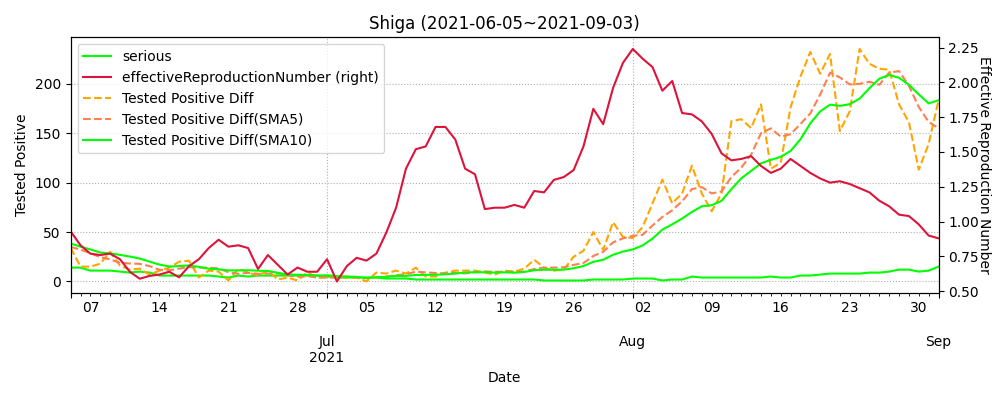 Shiga (2021-06-05~2021-09-03)
serious
effectiveReproductionNumber (right)
Tested Positive Diff
Tested Positive Diff(SMA5)
Tested Positive Diff(SMA10)
Tested Positive
200
150
100
50
0
2.25
2.00
1.75
1.50
1.25
1.00
0.75
0.50
Effective Reproduction Number
07 14 21 28 05 12 19 26 02 09 16 23 30
Jul Aug Sep
2021
Date